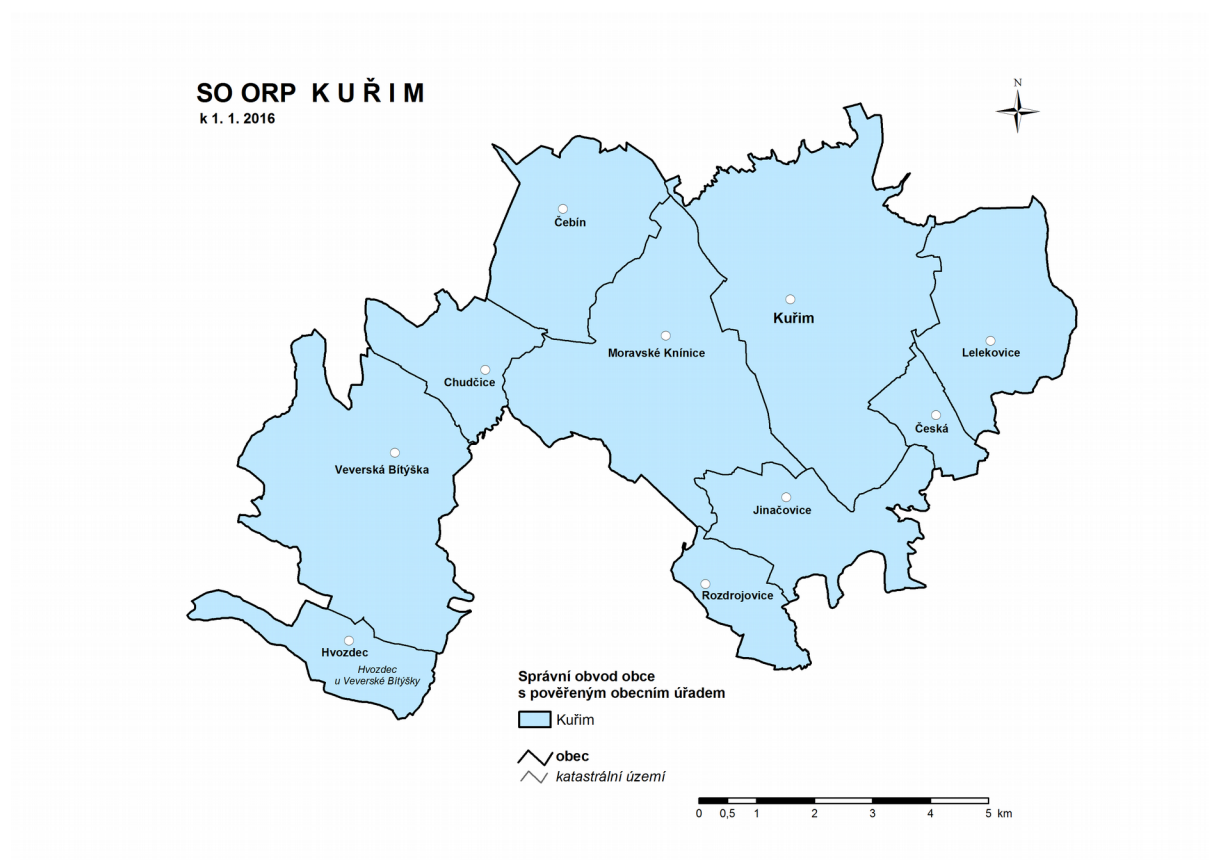 SO ORP K U Ř I M
k 1. 1. 2016
N
Čebín
Kuřim
Moravské Knínice
Lelekovice
Chudčice
Česká
Veverská Bítýška
Jinačovice
Rozdrojovice
Hvozdec
Hvozdec
u Veverské Bítýšky
Správní obvod obce
s pověřeným obecním úřadem
Kuřim
obec
katastrální území
0 0,5 1 2 3 4 5 km